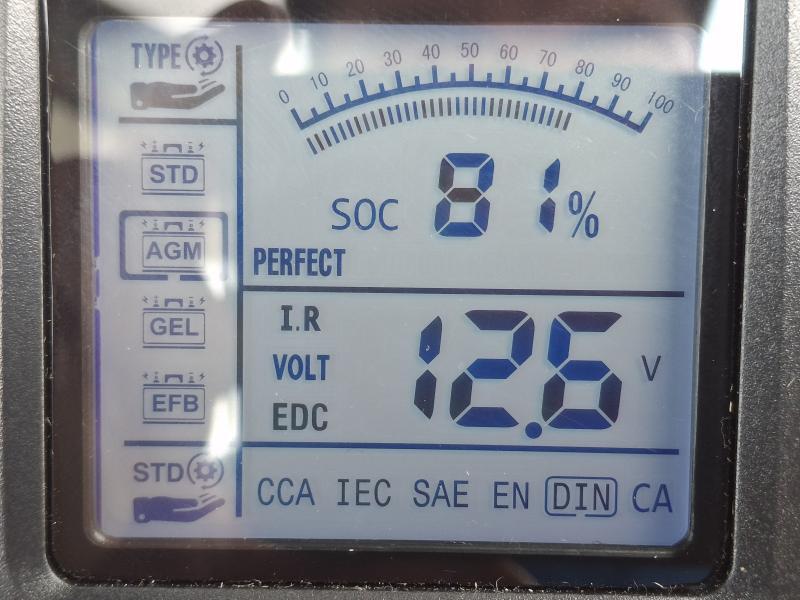 TYPE
0 10 20 30 40 50 60 70 80 90 100
STD
SOC 81%
AGM
PERFECT
I.R
GEL
VOLT 12.6 V
EFB
EDC
STD
CCA IEC SAE EN DIN CA